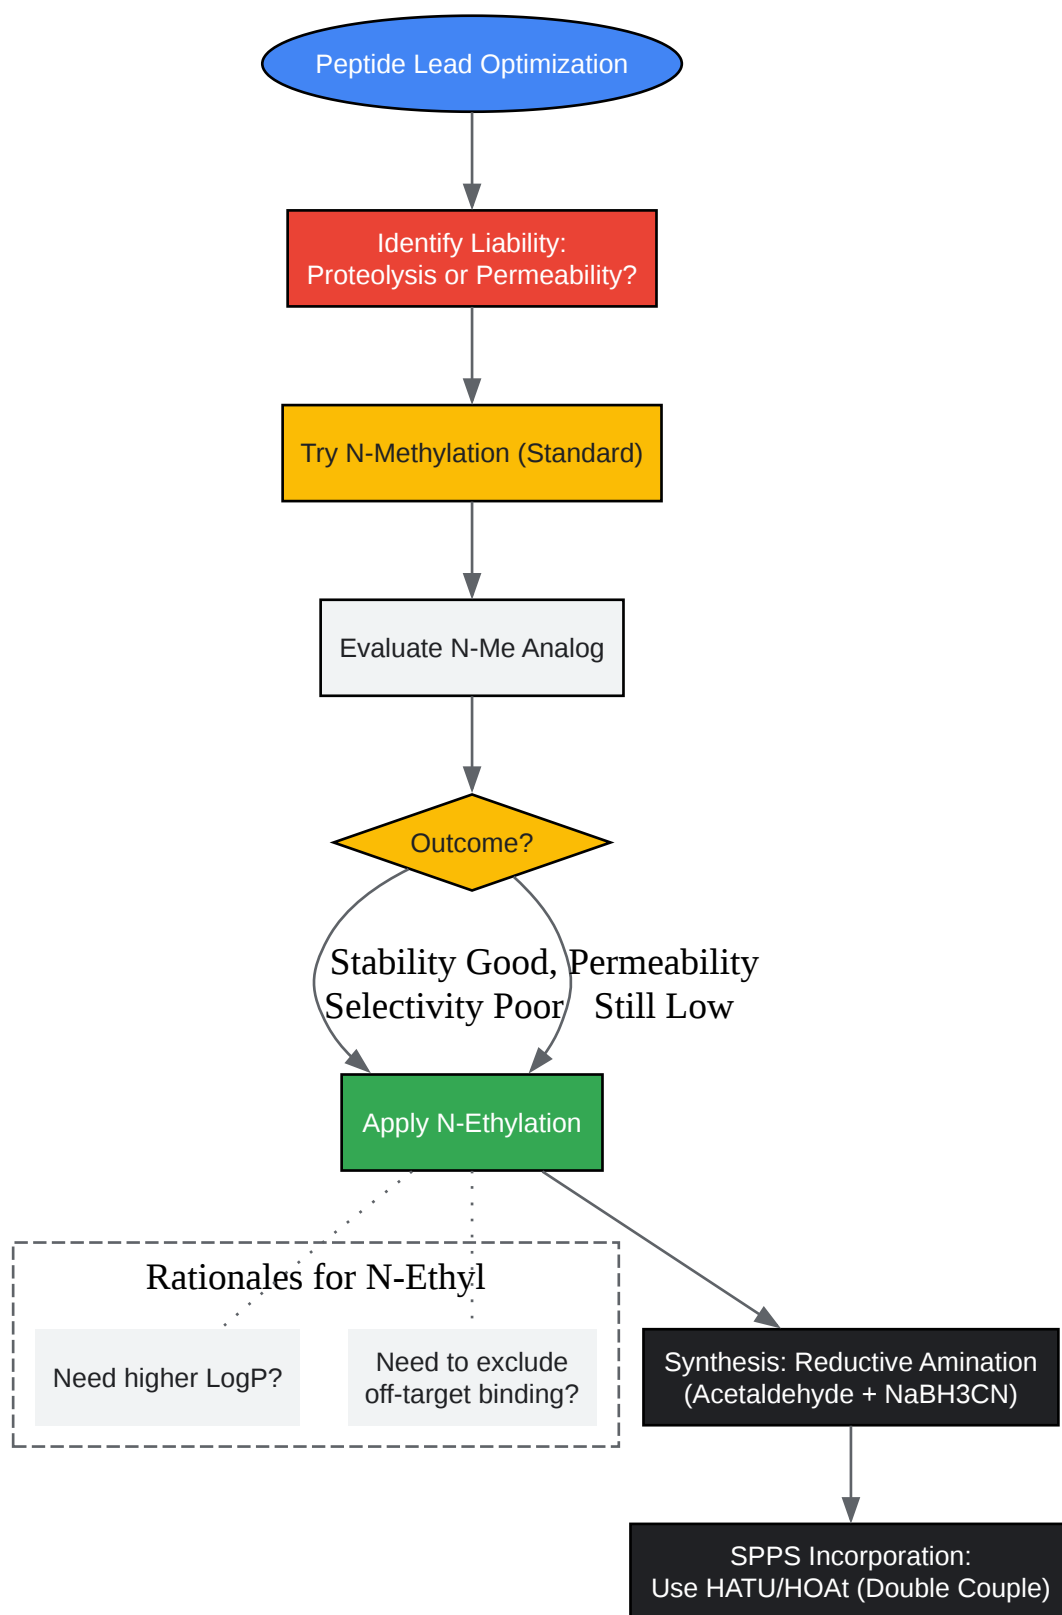 Peptide Lead Optimization
Identify Liability:
Proteolysis or Permeability?
Try N-Methylation (Standard)
Evaluate N-Me Analog
Outcome?
Stability Good,
Selectivity Poor
Permeability
Still Low
Apply N-Ethylation
Rationales for N-Ethyl
Need higher LogP?
Need to exclude
off-target binding?
Synthesis: Reductive Amination
(Acetaldehyde + NaBH3CN)
SPPS Incorporation:
Use HATU/HOAt (Double Couple)